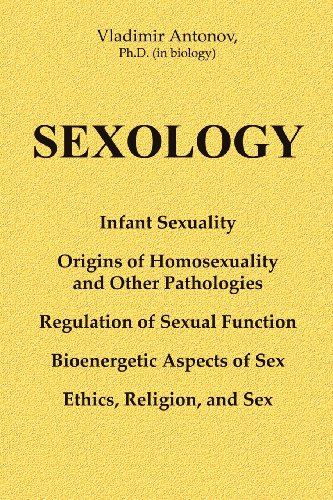 Vladimir Antonov,
Ph.D. (in biology)
SEXOLOGY
Infant Sexuality
Origins of Homosexuality
and Other Pathologies
Regulation of Sexual Function
Bioenergetic Aspects of Sex
Ethics, Religion, and Sex